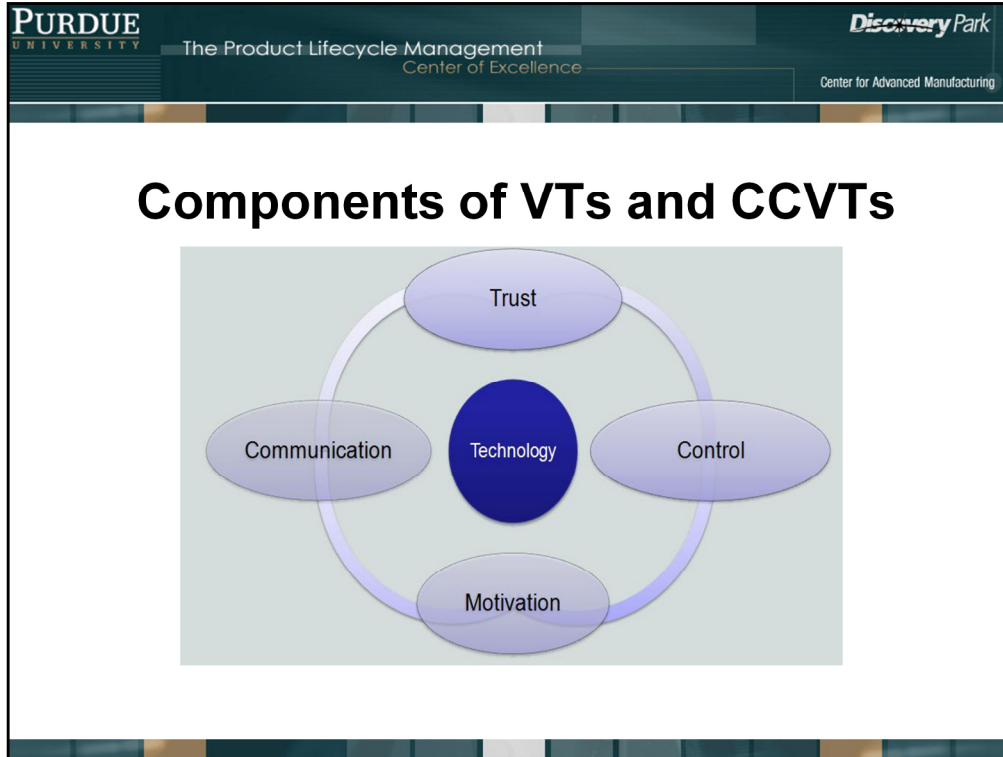 PURDUE
UNIVERSITY
The Product Lifecycle Management
Center of Excellence
Discovery Park
Center for Advanced Manufacturing
Components of VTs and CCVTs
Trust
Communication
Technology
Control
Motivation